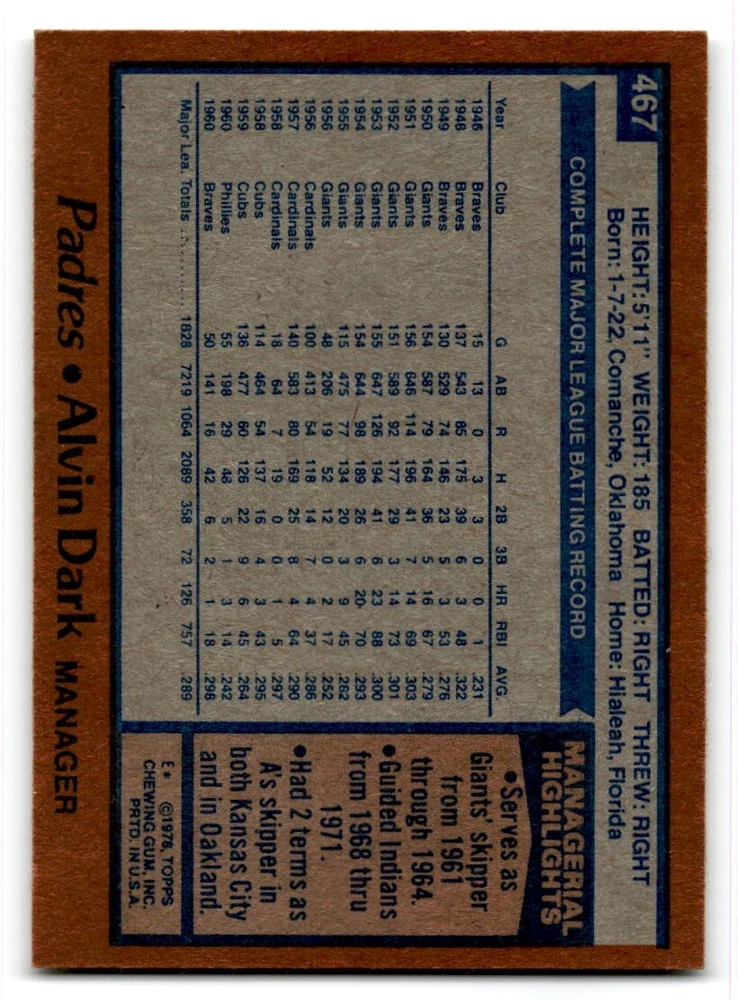 467
HEIGHT: 5'11" WEIGHT: 185 BATTED: RIGHT THREW: RIGHT
Born: 1-7-22, Comanche, Oklahoma Home: Hialeah, Florida
COMPLETE MAJOR LEAGUE BATTING RECORD
Year Club G AB R H 2B 3B HR RBI AVG.
1946 Braves 15 13 0 3 3 0 0 1 .231
1948 Braves 137 543 85 175 39 6 3 48 .322
1949 Braves 130 529 74 146 23 5 3 53 .276
1950 Giants 154 587 79 164 36 5 16 67 .279
1951 Giants 156 646 114 196 41 7 14 69 .303
1952 Giants 151 589 92 177 29 3 14 73 .301
1953 Giants 155 647 126 194 41 6 23 88 .300
1954 Giants 154 644 98 189 26 6 20 70 .293
1955 Giants 115 475 77 134 20 3 9 45 .262
1956 Giants 48 206 19 52 12 0 2 17 .252
1956 Cardinals 100 413 54 118 14 7 4 37 .286
1957 Cardinals 140 583 80 169 25 8 4 64 .290
1958 Cardinals 18 64 7 19 0 0 1 5 .297
1958 Cubs 114 464 54 137 16 4 3 43 .295
1959 Cubs 136 477 60 126 22 9 6 45 .264
1960 Phillies 55 198 29 48 5 1 3 14 .242
1960 Braves 50 141 16 42 6 2 1 18 .298
Major Lea. Totals .......... 1828 7219 1064 2089 358 72 126 757 .289
MANAGERIAL
HIGHLIGHTS
•Serves as
Giants' skipper
from 1961
through 1964.
•Guided Indians
from 1968 thru
1971.
•Had 2 terms as
A's skipper in
both Kansas City
and in Oakland.
E* ©1978, TOPPS
CHEWING GUM, INC.
PRTD. IN U.S.A.
Padres • Alvin Dark MANAGER